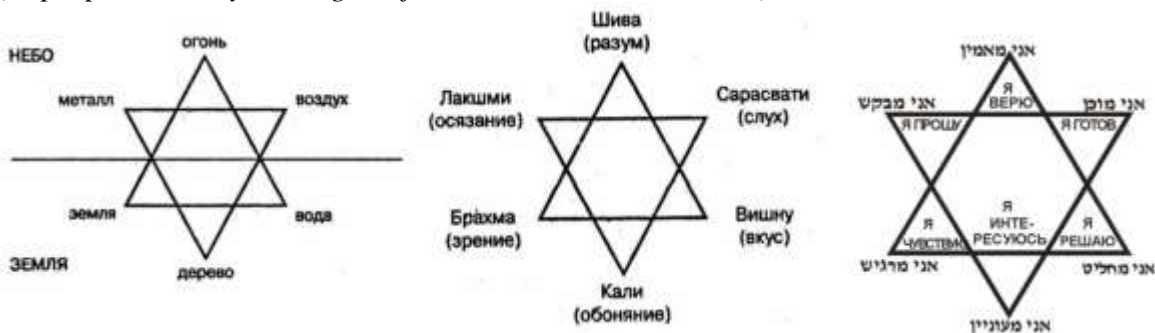 НЕБО
огонь
металл
воздух
земля
вода
ЗЕМЛЯ
дерево
Шива
(разум)
Лакшми
(осязание)
Сарасвати
(слух)
Брахма
(зрение)
Вишну
(вкус)
Кали
(обоняние)
אני מאמין
Я
ВЕРЮ
אני מבקש
אני מוכן
Я ПРОШУ
Я ГОТОВ
Я
ЧУВСТВУЮ
Я
ИНТЕ-
РЕСУЮСЬ
Я
РЕШАЮ
אני מרגיש
אני מחליט
אני מעוניין